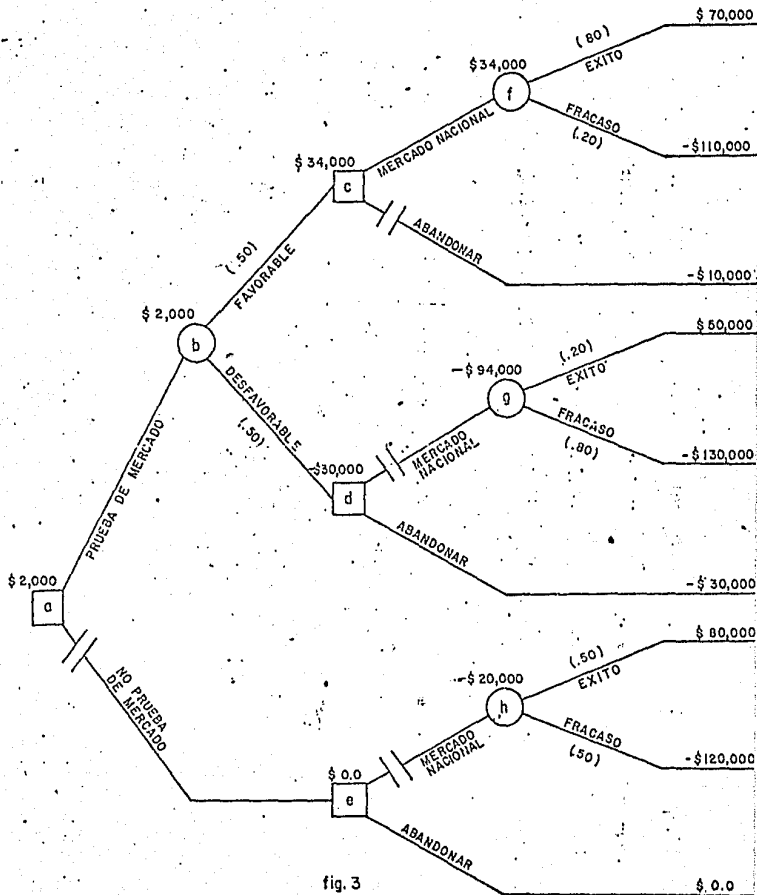 $ 70,000
(80)
EXITO
$34,000
f
FRACASO
(.20)
-$110,000
MERCADO NACIONAL
$ 34,000
c
ABANDONAR
-$10,000
(.50)
FAVORABLE
$ 2,000
b
DESFAVORABLE
(.50)
$50,000
(.20)
EXITO
-$94,000
g
FRACASO
(.80)
-$130,000
MERCADO
NACIONAL
-$30,000
d
ABANDONAR
-$30,000
PRUEBA DE MERCADO
$2,000
a
NO PRUEBA
DE MERCADO
$ 80,000
(.50)
EXITO
-$20,000
h
FRACASO
(.50)
-$120,000
MERCADO
NACIONAL
$ 0.0
e
ABANDONAR
$ 0.0
fig. 3